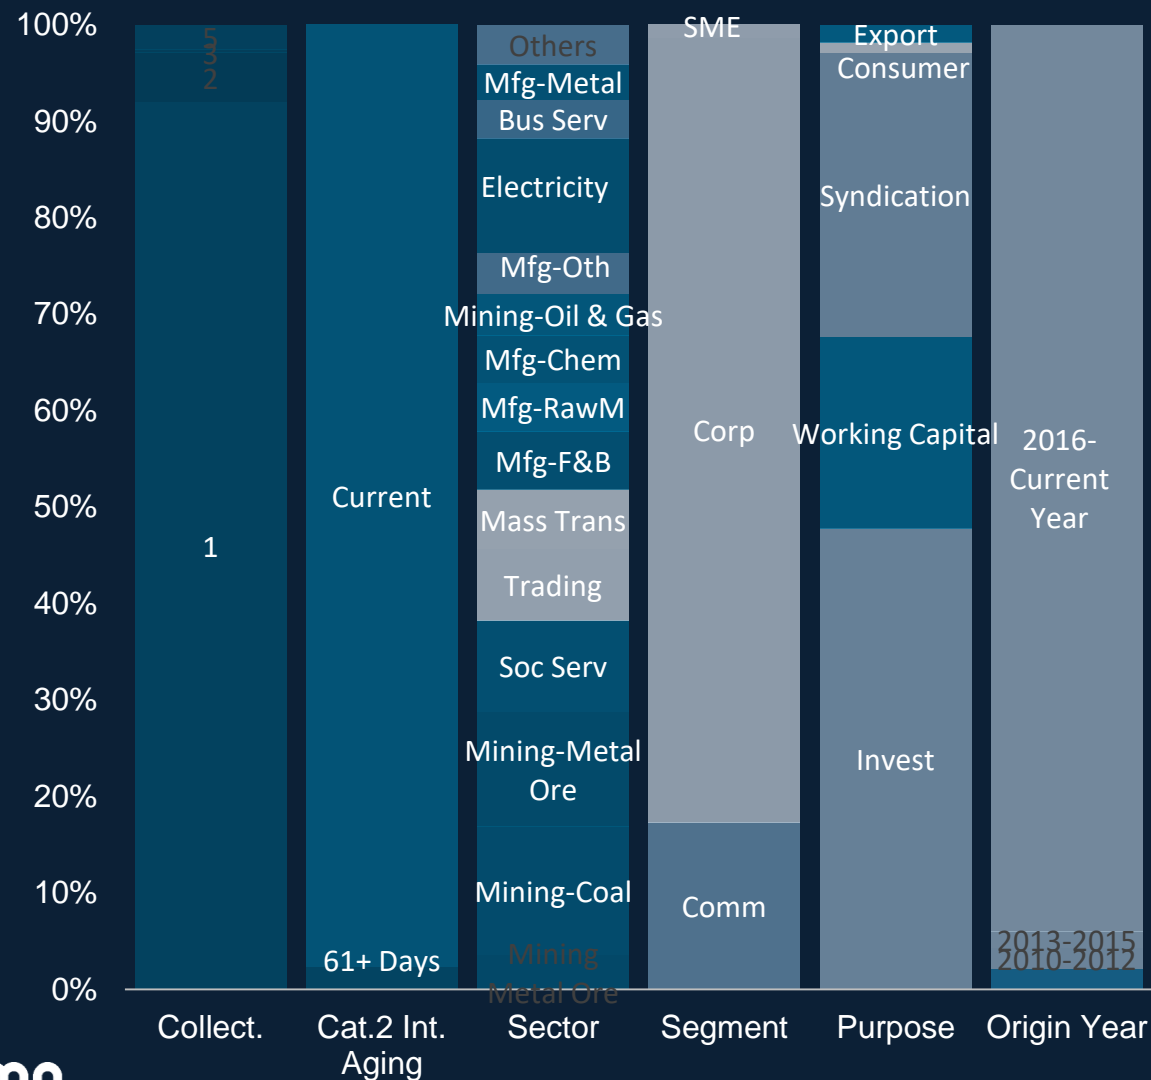 100%
90%
80%
70%
60%
50%
40%
30%
20%
10%
0%
5
3
2
1
Current
61+ Days
Others
Mfg-Metal
Bus Serv
Electricity
Mfg-Oth
Mining-Oil & Gas
Mfg-Chem
Mfg-RawM
Mfg-F&B
Mass Trans
Trading
Soc Serv
Mining-Metal
Ore
Mining-Coal
Mining
Metal Ore
SME
Corp
Comm
Export
Consumer
Syndication
Working Capital
Invest
2016-
Current
Year
2013-2015
2010-2012
Collect.
Cat.2 Int.
Aging
Sector
Segment
Purpose
Origin Year